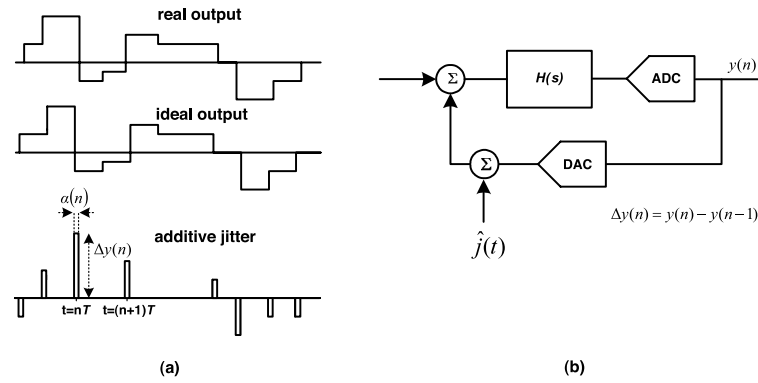 real output
ideal output
α(n)
additive jitter
Δy(n)
t=nT
t=(n+1)T
(a)
Σ
H(s)
ADC
y(n)
Σ
DAC
Δy(n) = y(n) − y(n−1)
ĵ(t)
(b)